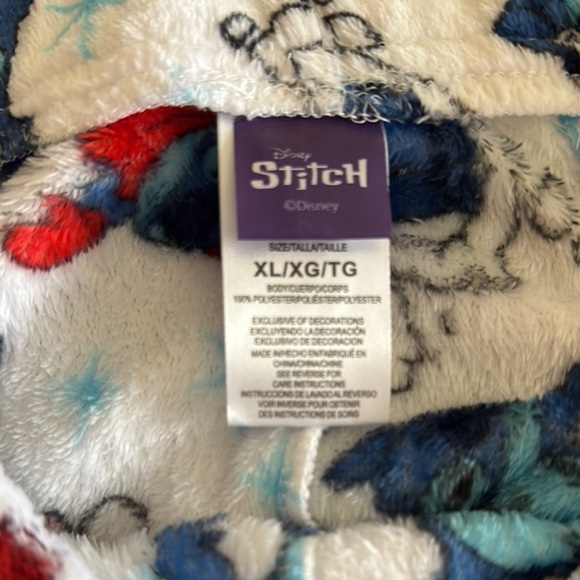 Disney
STITCH
©Disney
SIZE/TALLA/TAILLE
XL/XG/TG
BODY/CUERPO/CORPS
100% POLYESTER/POLIÉSTER/POLYESTER
EXCLUSIVE OF DECORATIONS
EXCLUYENDO LA DECORACIÓN
EXCLUSIVO DE DECORACION
MADE IN/HECHO EN/FABRIQUÉ EN
CHINA/CHINA/CHINE
SEE REVERSE FOR
CARE INSTRUCTIONS
INSTRUCCIONES DE LAVADO AL REVERSO
VOIR INVERSE POUR OBTENIR
DES INSTRUCTIONS DE SOINS